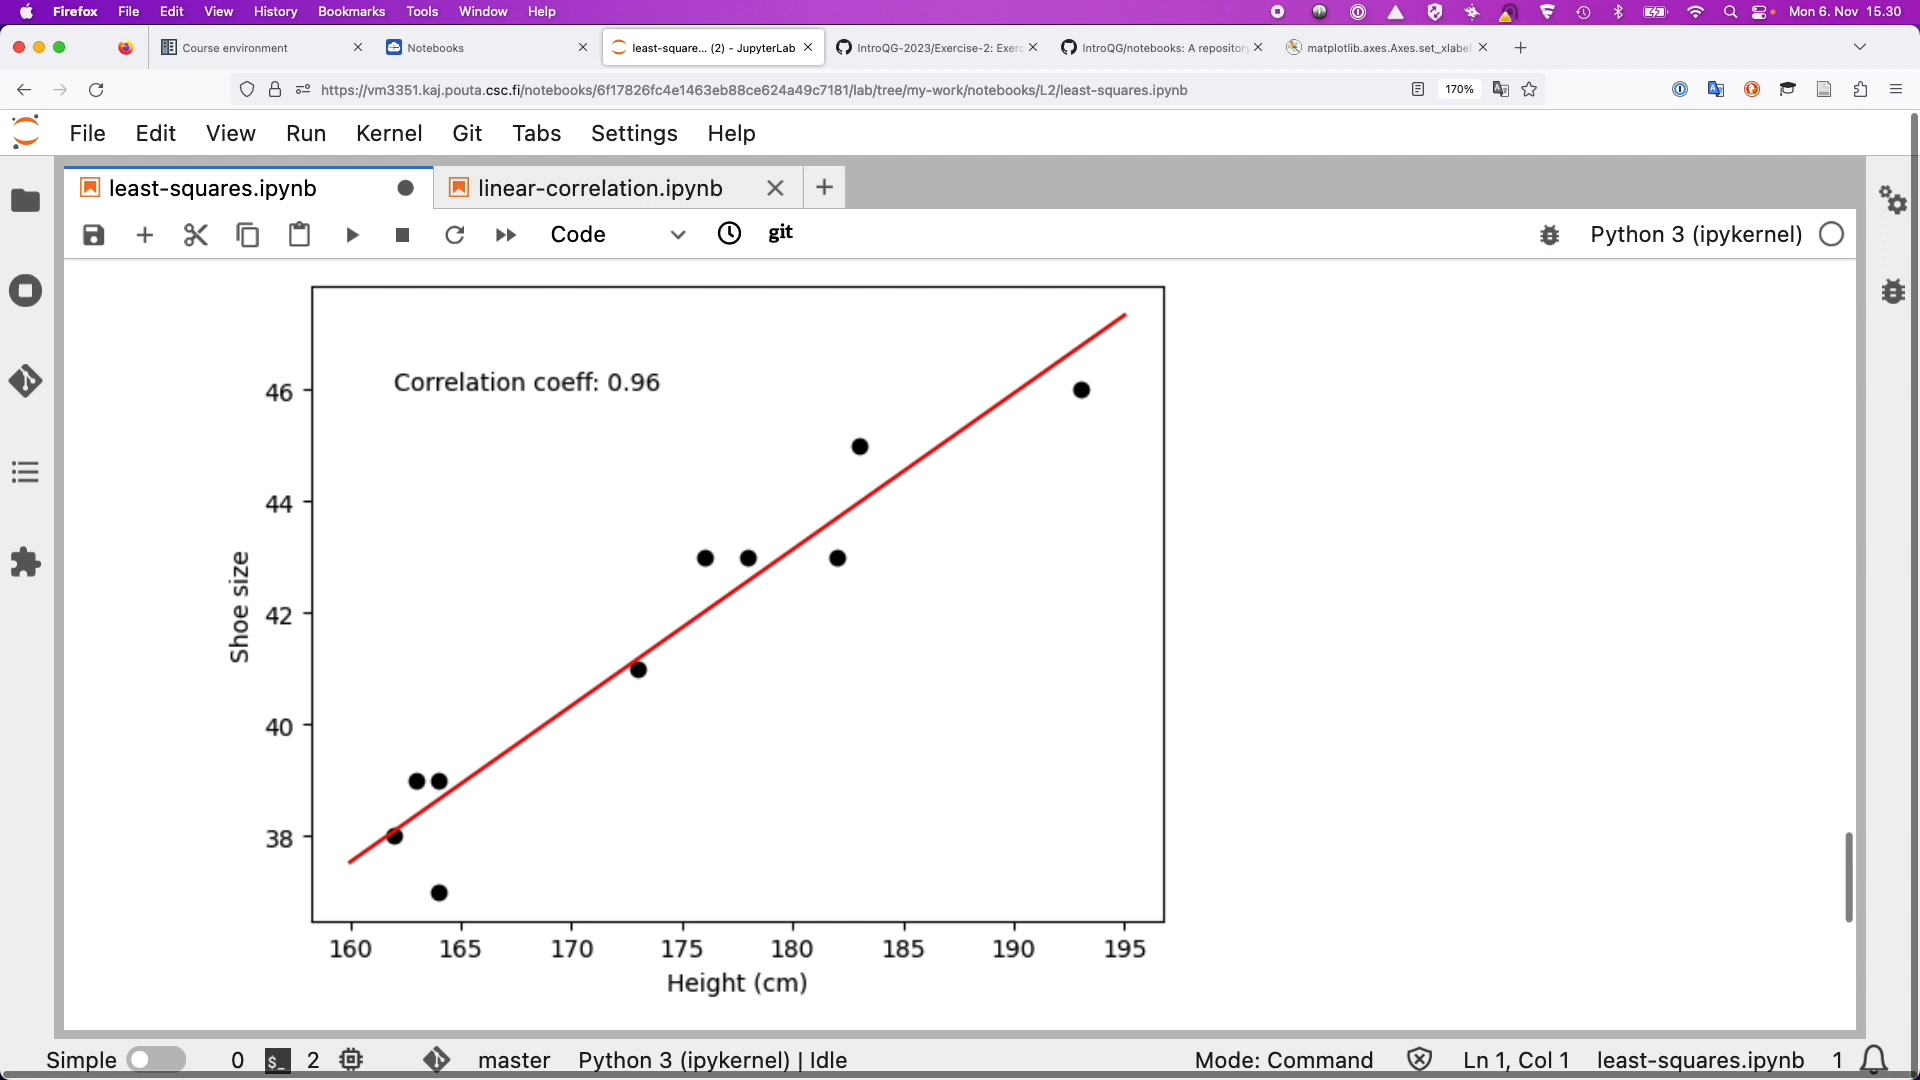 Firefox File Edit View History Bookmarks Tools Window Help Mon 6. Nov 15.30
Course environment Notebooks least-square... (2) - JupyterLab IntroQG-2023/Exercise-2: Exerc IntroQG/notebooks: A repository matplotlib.axes.Axes.set_xlabel
https://vm3351.kaj.pouta.csc.fi/notebooks/6f17826fc4e1463eb88ce624a49c7181/lab/tree/my-work/notebooks/L2/least-squares.ipynb 170%
File Edit View Run Kernel Git Tabs Settings Help
least-squares.ipynb linear-correlation.ipynb
Code git Python 3 (ipykernel)
Correlation coeff: 0.96
46
44
42
40
38
Shoe size
160 165 170 175 180 185 190 195
Height (cm)
Simple 0 $_ 2 master Python 3 (ipykernel) | Idle Mode: Command Ln 1, Col 1 least-squares.ipynb 1